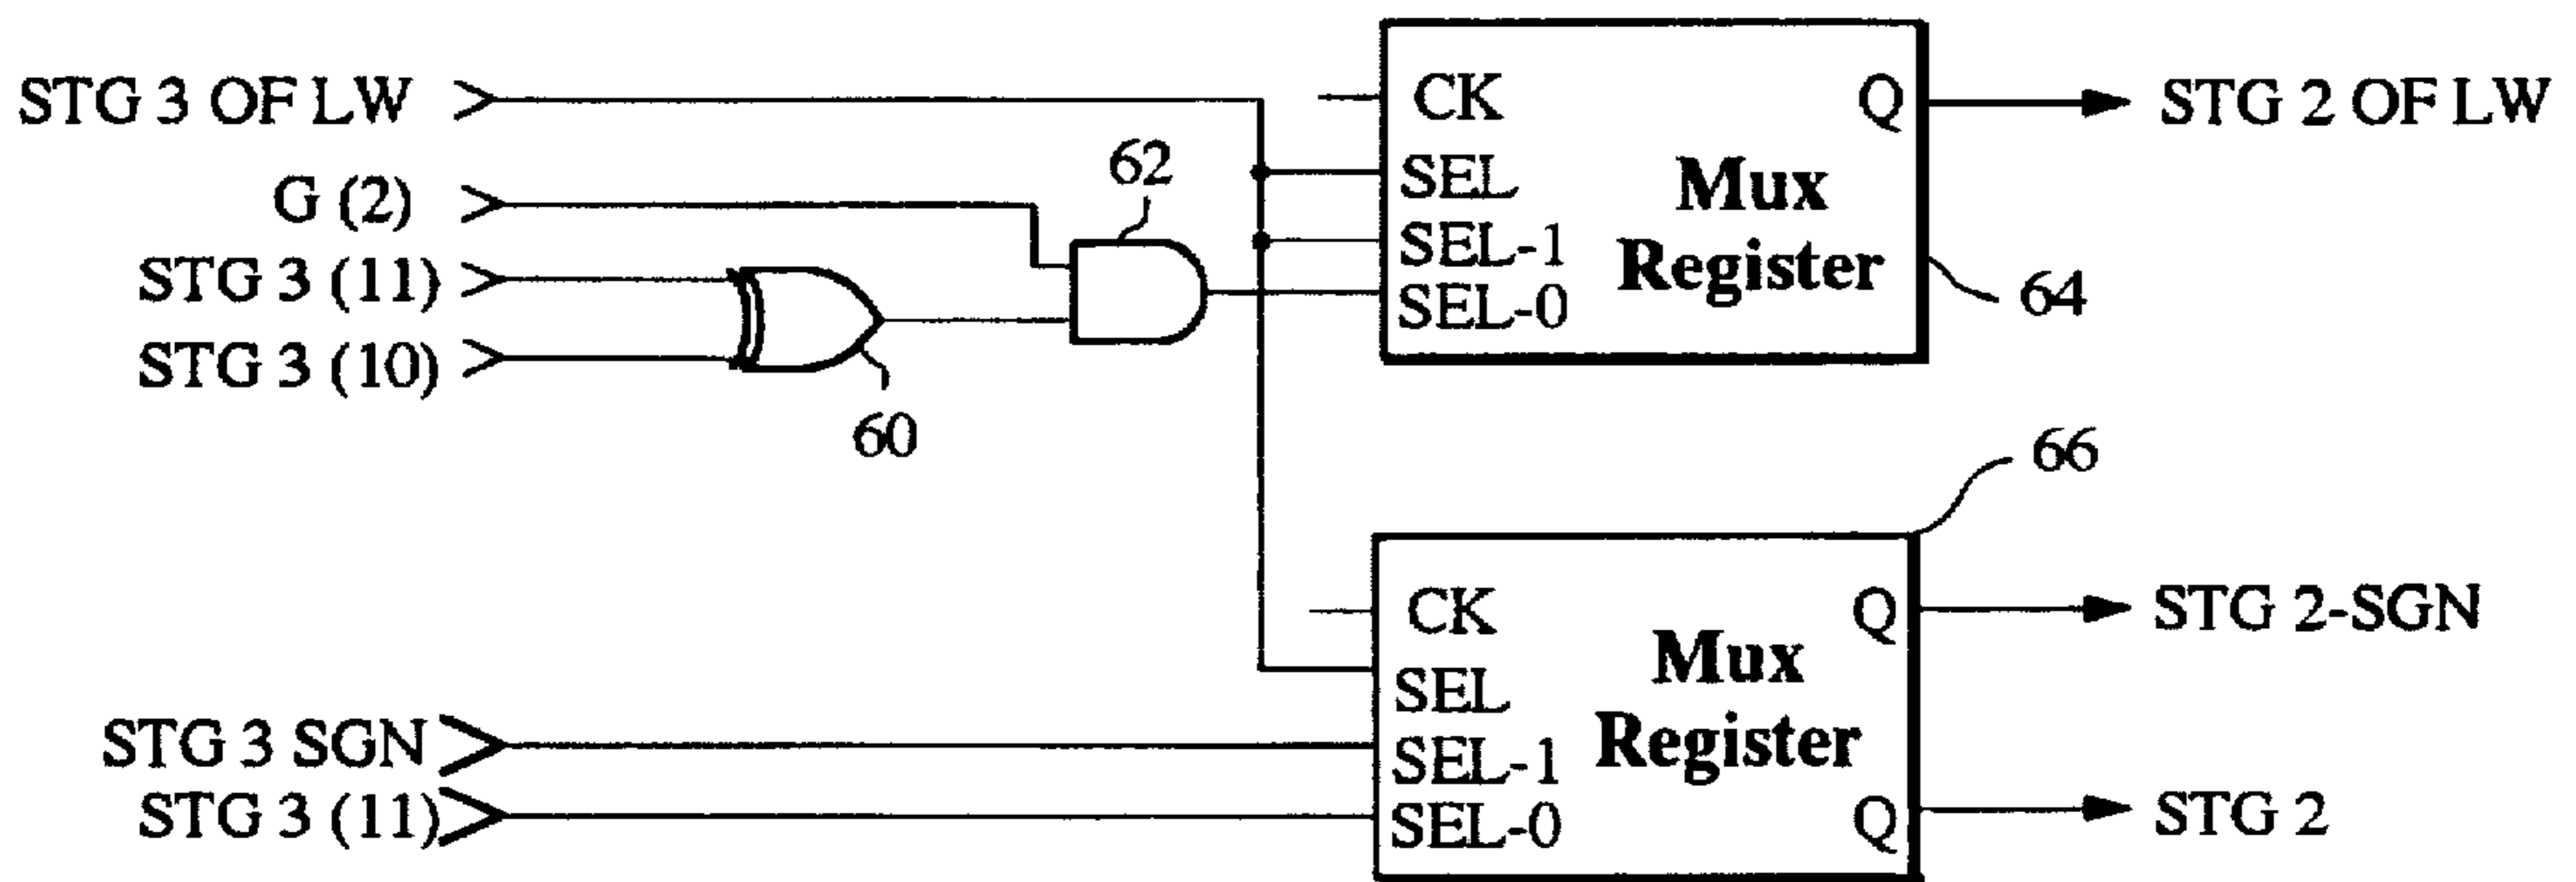 STG 3 OF LW
G (2)
STG 3 (11)
STG 3 (10)
60
62
CK
SEL
SEL-1
SEL-0
Mux
Register
Q
STG 2 OF LW
64
66
STG 3 SGN
STG 3 (11)
CK
SEL
SEL-1
SEL-0
Mux
Register
Q
Q
STG 2-SGN
STG 2